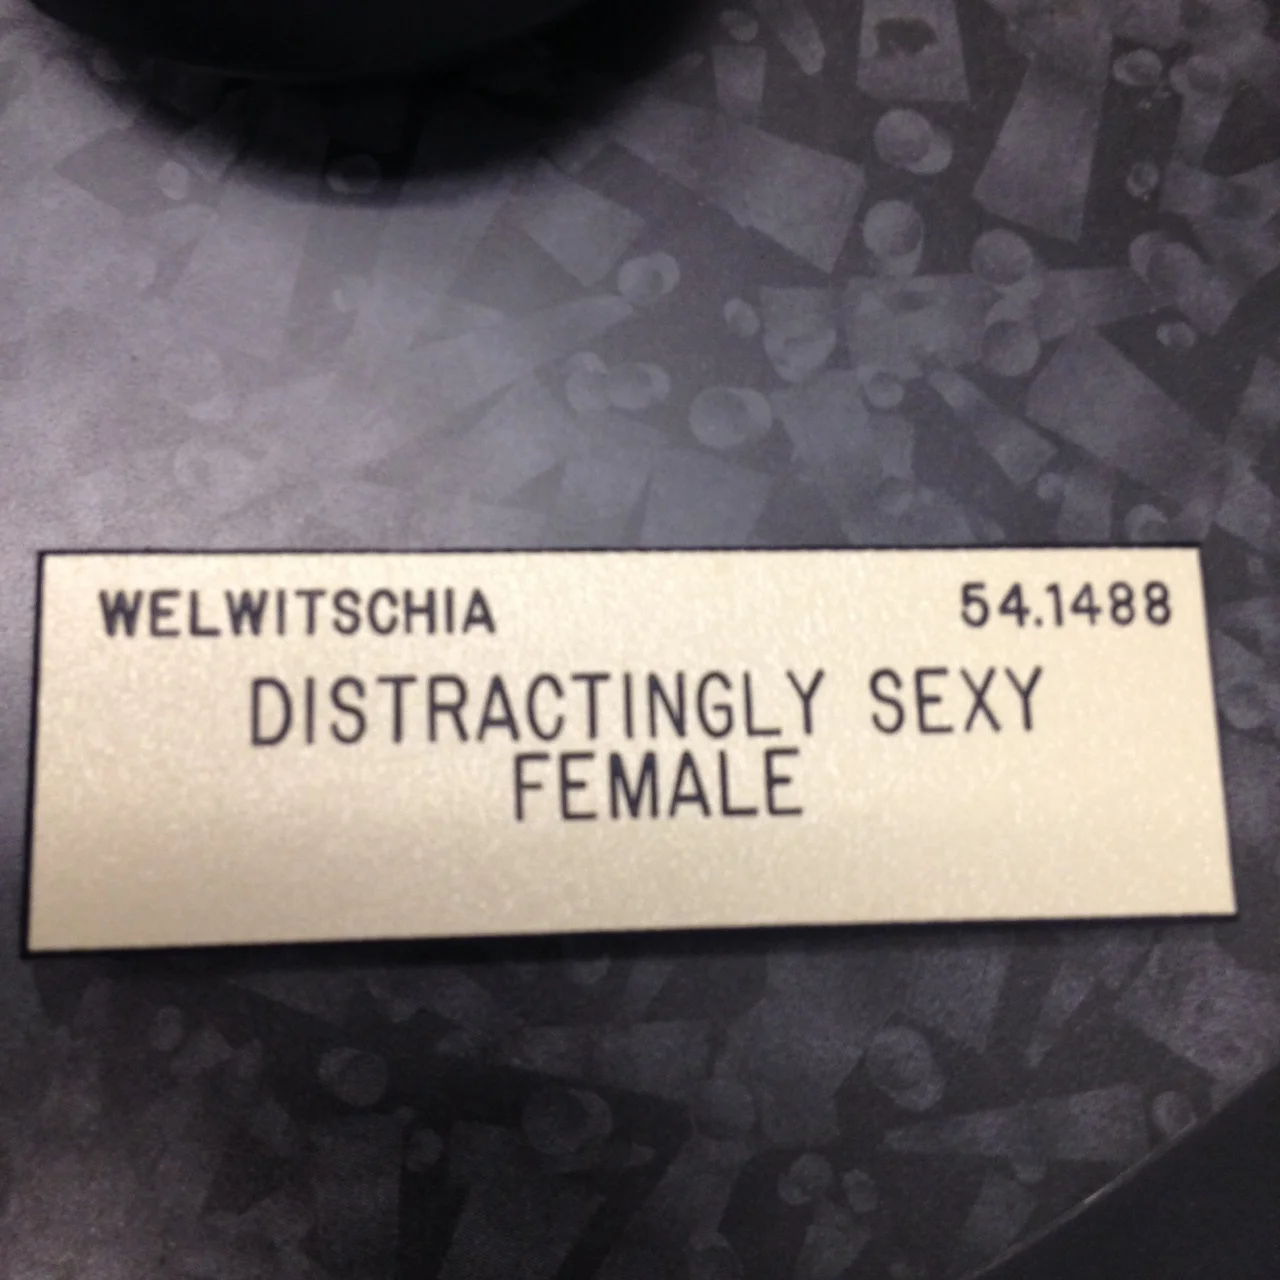 WELWITSCHIA 54.1488
DISTRACTINGLY SEXY
FEMALE